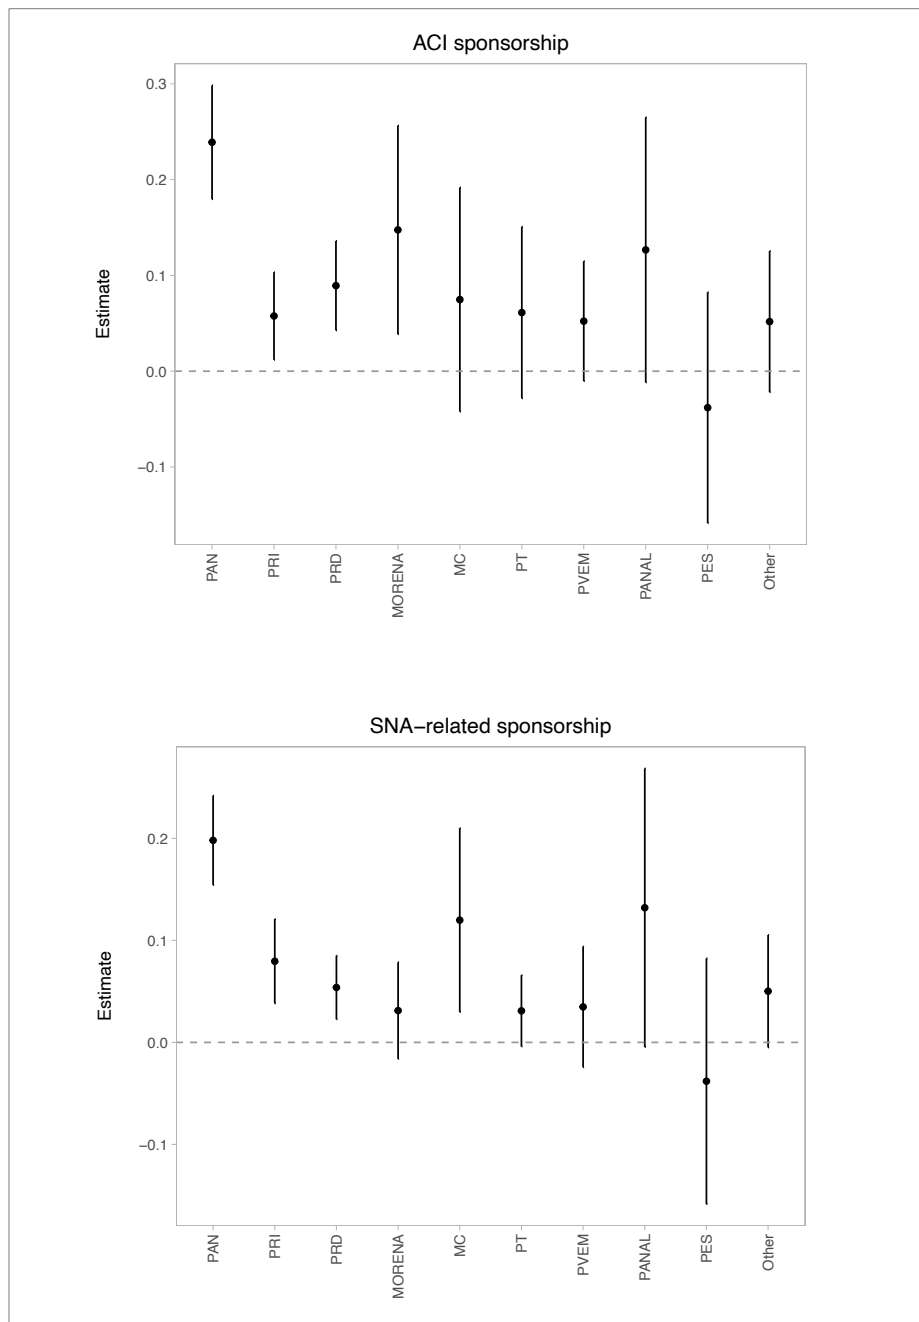 ACI sponsorship
Estimate
0.3
0.2
0.1
0.0
−0.1
PAN PRI PRD MORENA MC PT PVEM PANAL PES Other
SNA−related sponsorship
Estimate
0.2
0.1
0.0
−0.1
PAN PRI PRD MORENA MC PT PVEM PANAL PES Other